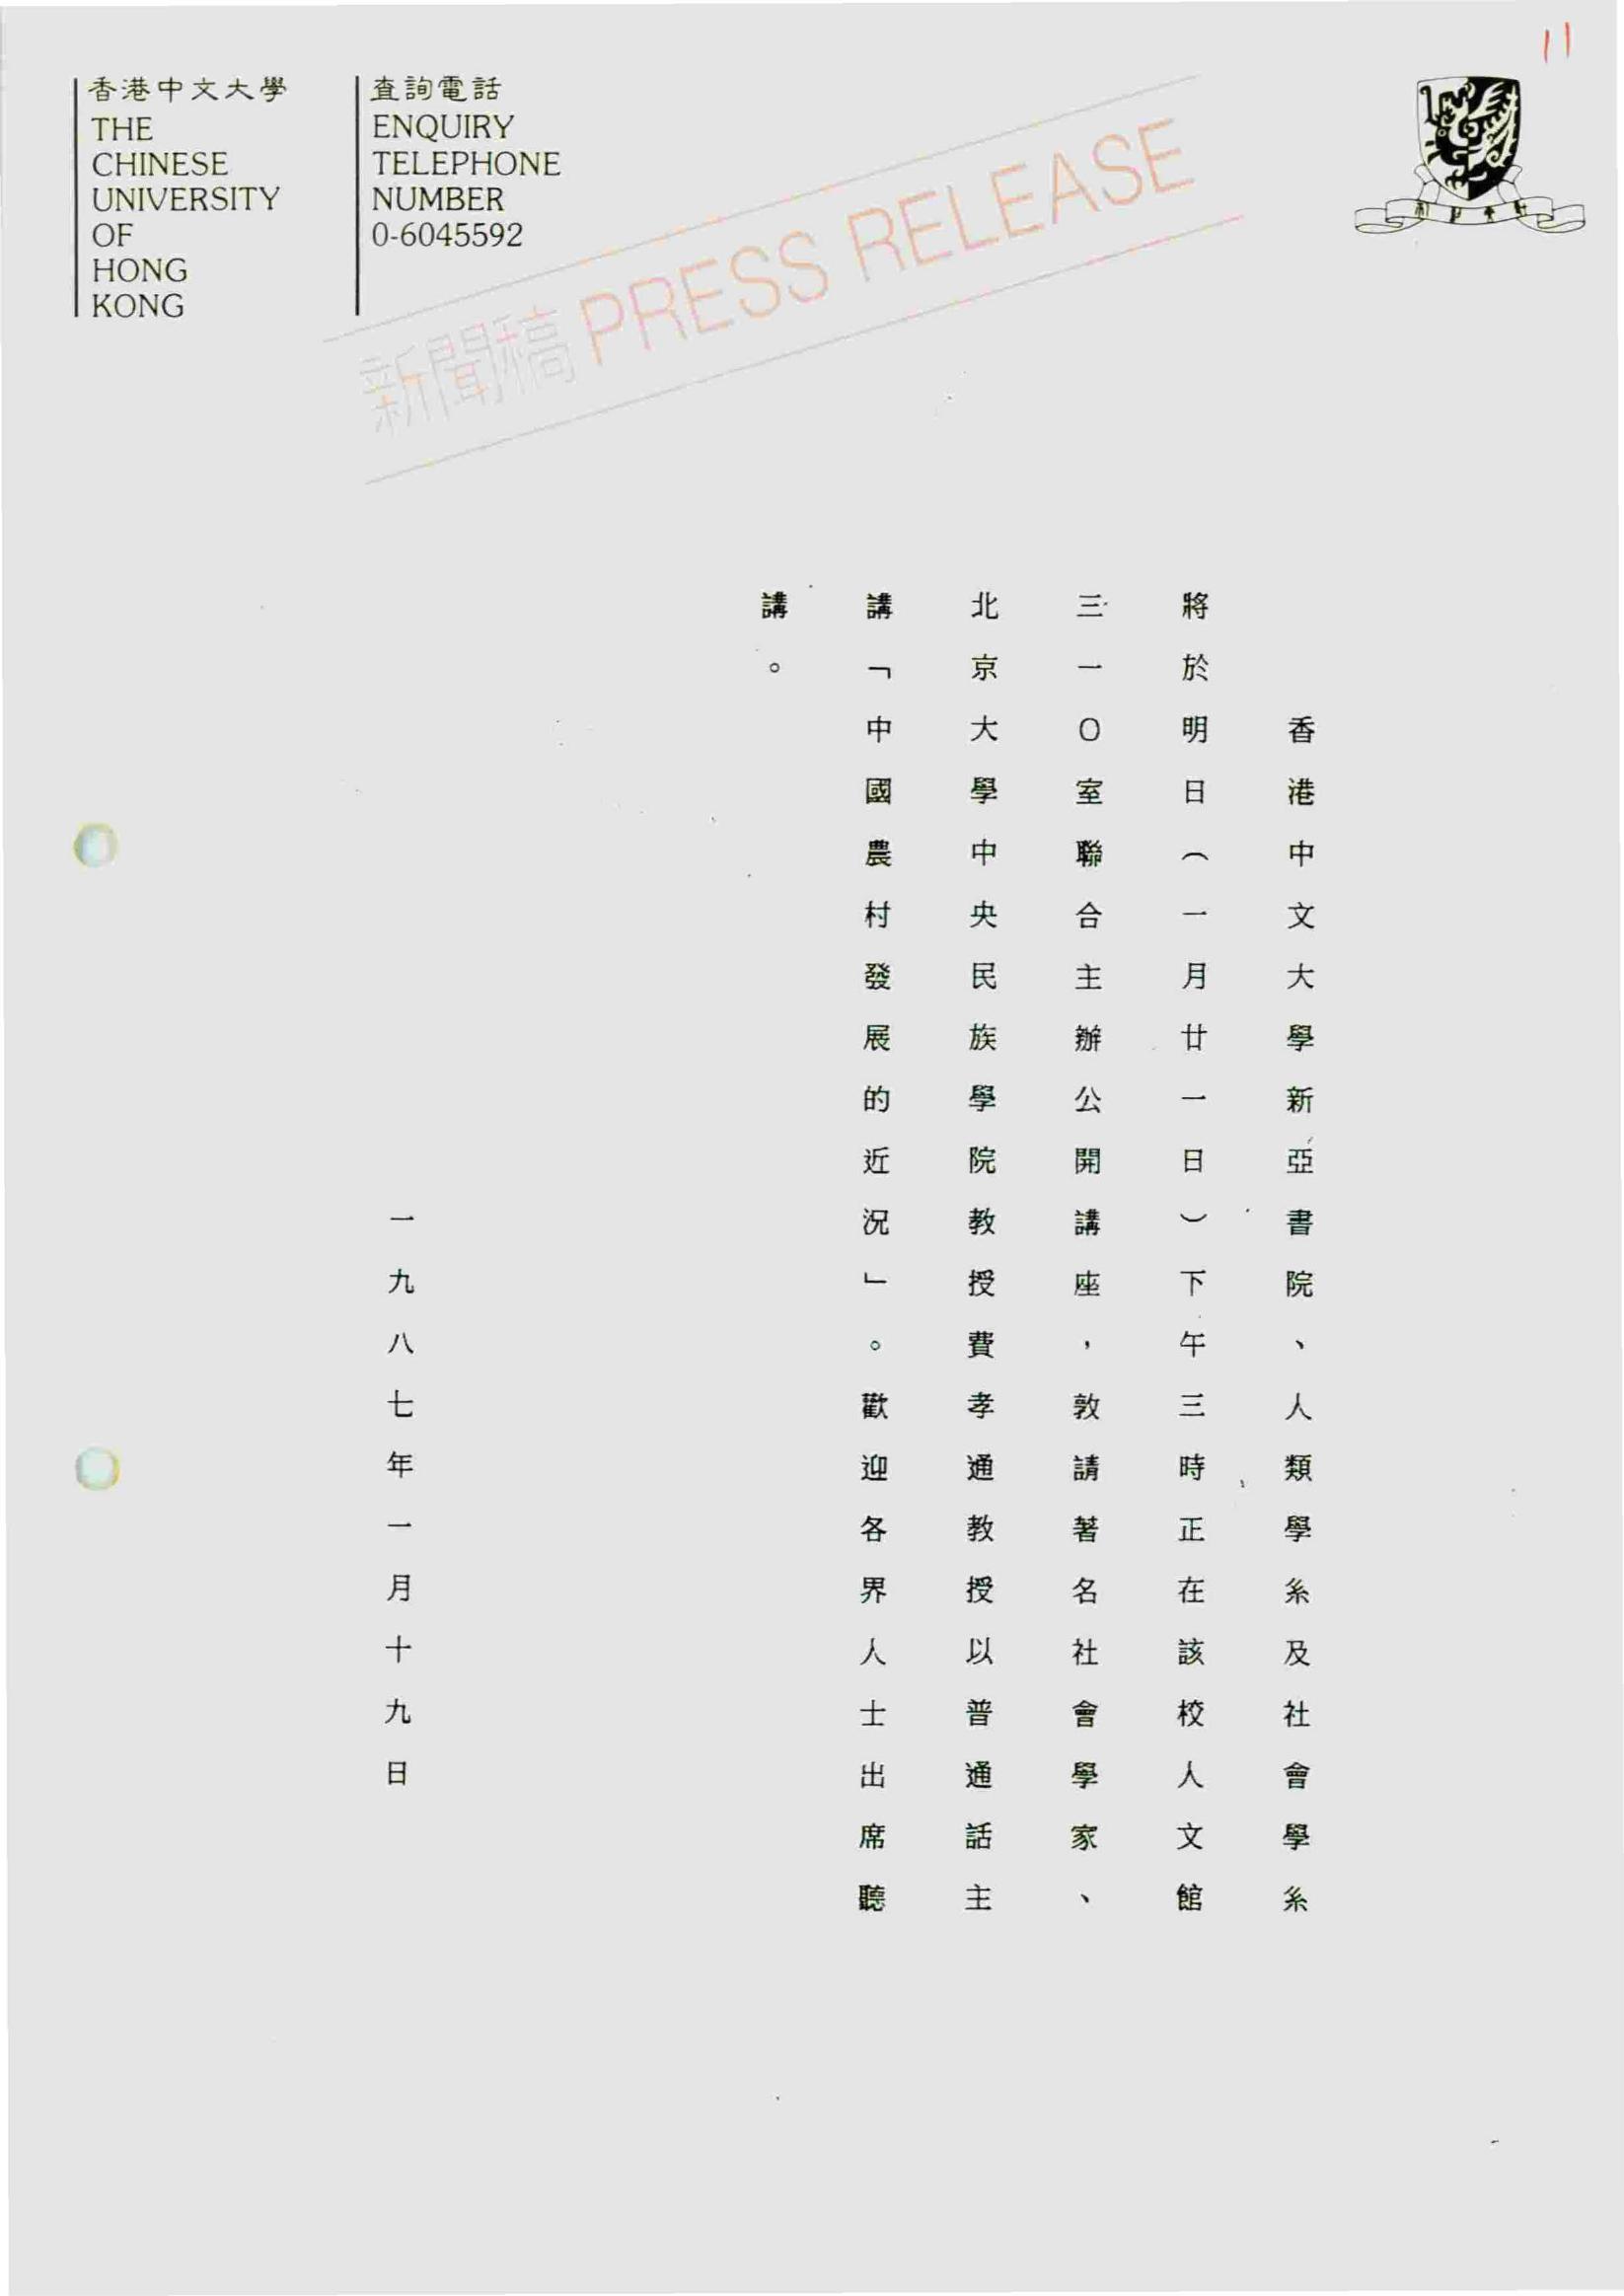 11
香港中文大學
THE
CHINESE
UNIVERSITY
OF
HONG
KONG
查詢電話
ENQUIRY
TELEPHONE
NUMBER
0-6045592
新聞稿 PRESS RELEASE
香港中文大學新亞書院、人類學系及社會學系
將於明日（一月廿一日）下午三時正在該校人文館
三一〇室聯合主辦公開講座，敦請著名社會學家、
北京大學中央民族學院教授費孝通教授以普通話主
講「中國農村發展的近況」。歡迎各界人士出席聽
講。
一九八七年一月十九日